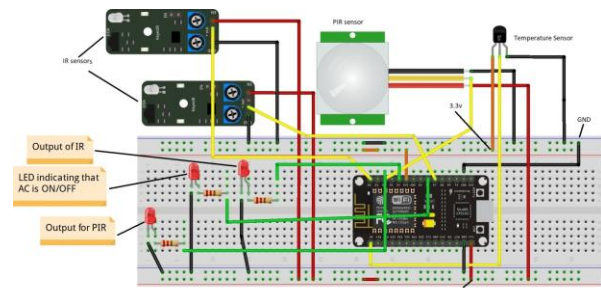 PIR sensor
Temperature Sensor
IR sensors
3.3v
GND
Output of IR
LED indicating that
AC is ON/OFF
Output for PIR